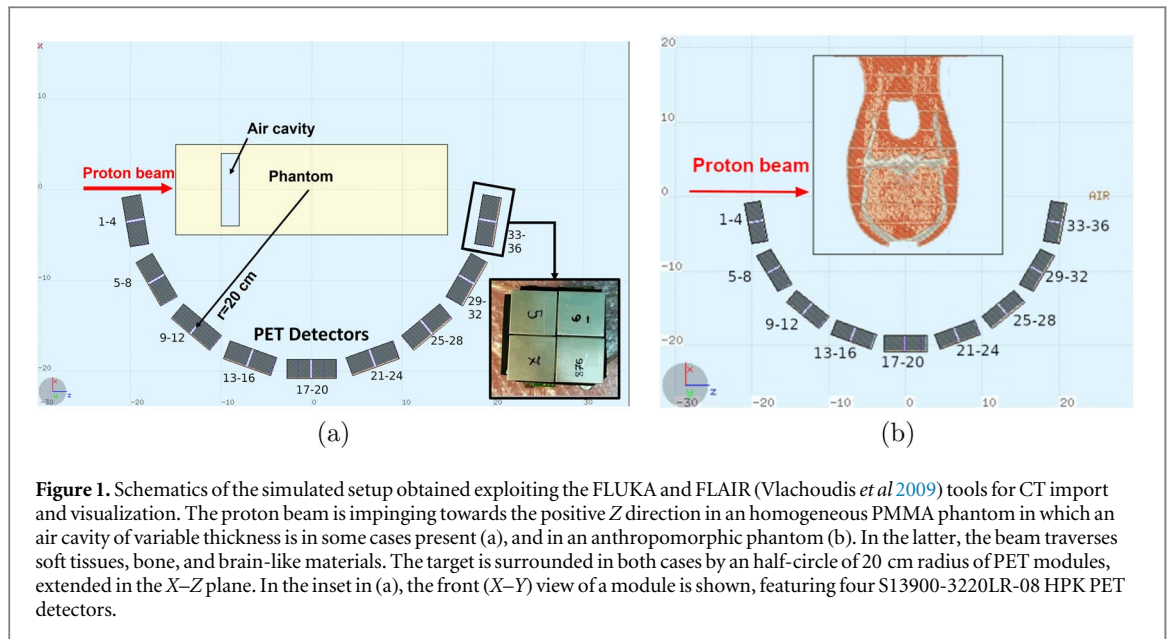 x
10
0
-10
-20
-30
-20
-10
0
10
20
30
Air cavity
Proton beam
Phantom
r=20 cm
PET Detectors
1-4
5-8
9-12
13-16
17-20
21-24
25-28
29-
32
33-
36
y
z
(a)
20
10
0
-10
-20
-30
-20
-10
0
10
20
Proton beam
AIR
1-4
5-8
9-12
13-16
17-20
21-24
25-28
29-32
33-36
x
y
z
(b)
Figure 1. Schematics of the simulated setup obtained exploiting the FLUKA and FLAIR (Vlachoudis et al 2009) tools for CT import
and visualization. The proton beam is impinging towards the positive Z direction in an homogeneous PMMA phantom in which an
air cavity of variable thickness is in some cases present (a), and in an anthropomorphic phantom (b). In the latter, the beam traverses
soft tissues, bone, and brain-like materials. The target is surrounded in both cases by an half-circle of 20 cm radius of PET modules,
extended in the X–Z plane. In the inset in (a), the front (X–Y) view of a module is shown, featuring four S13900-3220LR-08 HPK PET
detectors.